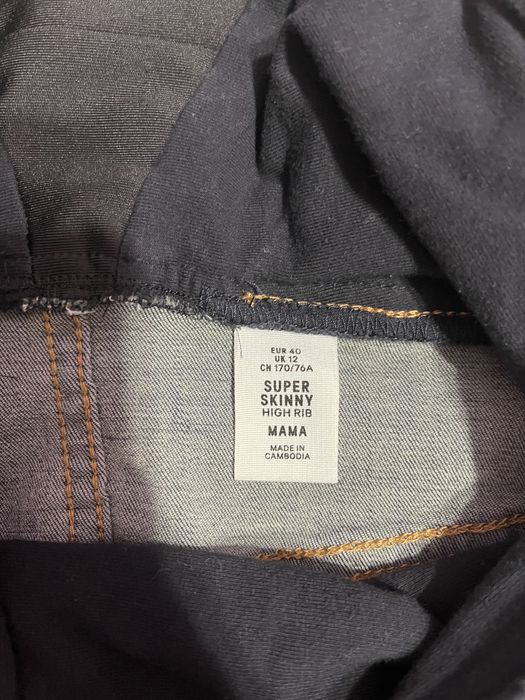 EUR 40
UK 12
CN 170/76A
SUPER
SKINNY
HIGH RIB
MAMA
MADE IN
CAMBODIA